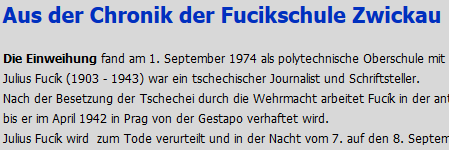 Aus der Chronik der Fucikschule Zwickau
Die Einweihung fand am 1. September 1974 als polytechnische Oberschule mit
Julius Fucík (1903 - 1943) war ein tschechischer Journalist und Schriftsteller.
Nach der Besetzung der Tschechei durch die Wehrmacht arbeitet Fucík in der
bis er im April 1942 in Prag von der Gestapo verhaftet wird.
Julius Fucík wird zum Tode verurteilt und in der Nacht vom 7. auf den 8.